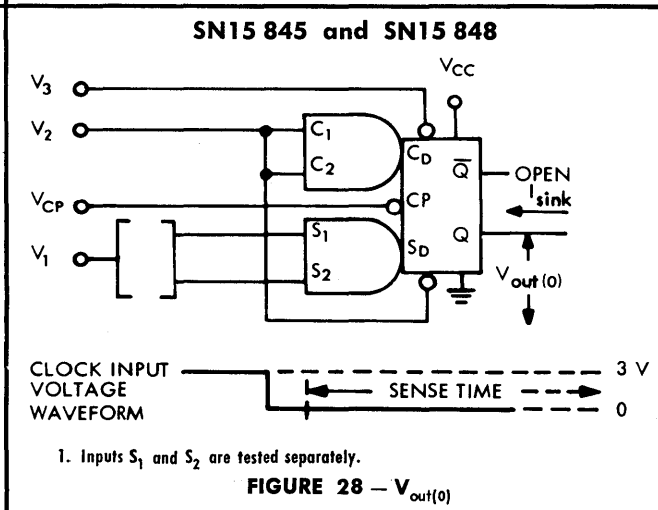 SN15 845 and SN15 848
V3
VCC
V2
C1
CD
Q̅
OPEN
C2
Isink
VCP
CP
S1
SD
Q
V1
S2
Vout(0)
CLOCK INPUT
VOLTAGE
WAVEFORM
3 V
SENSE TIME
0
1. Inputs S1 and S2 are tested separately.
FIGURE 28 — Vout(0)